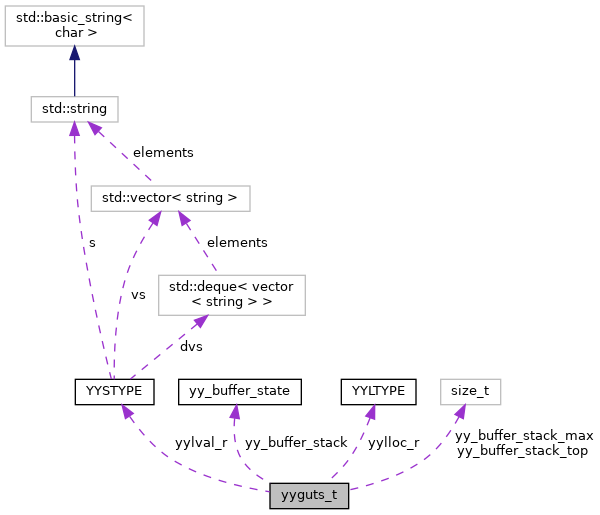 std::basic_string<
char >
std::string
elements
std::vector< string >
s
elements
vs
std::deque< vector
< string > >
dvs
YYSTYPE
yy_buffer_state
YYLTYPE
size_t
yylval_r
yy_buffer_stack
yylloc_r
yy_buffer_stack_max
yy_buffer_stack_top
yyguts_t